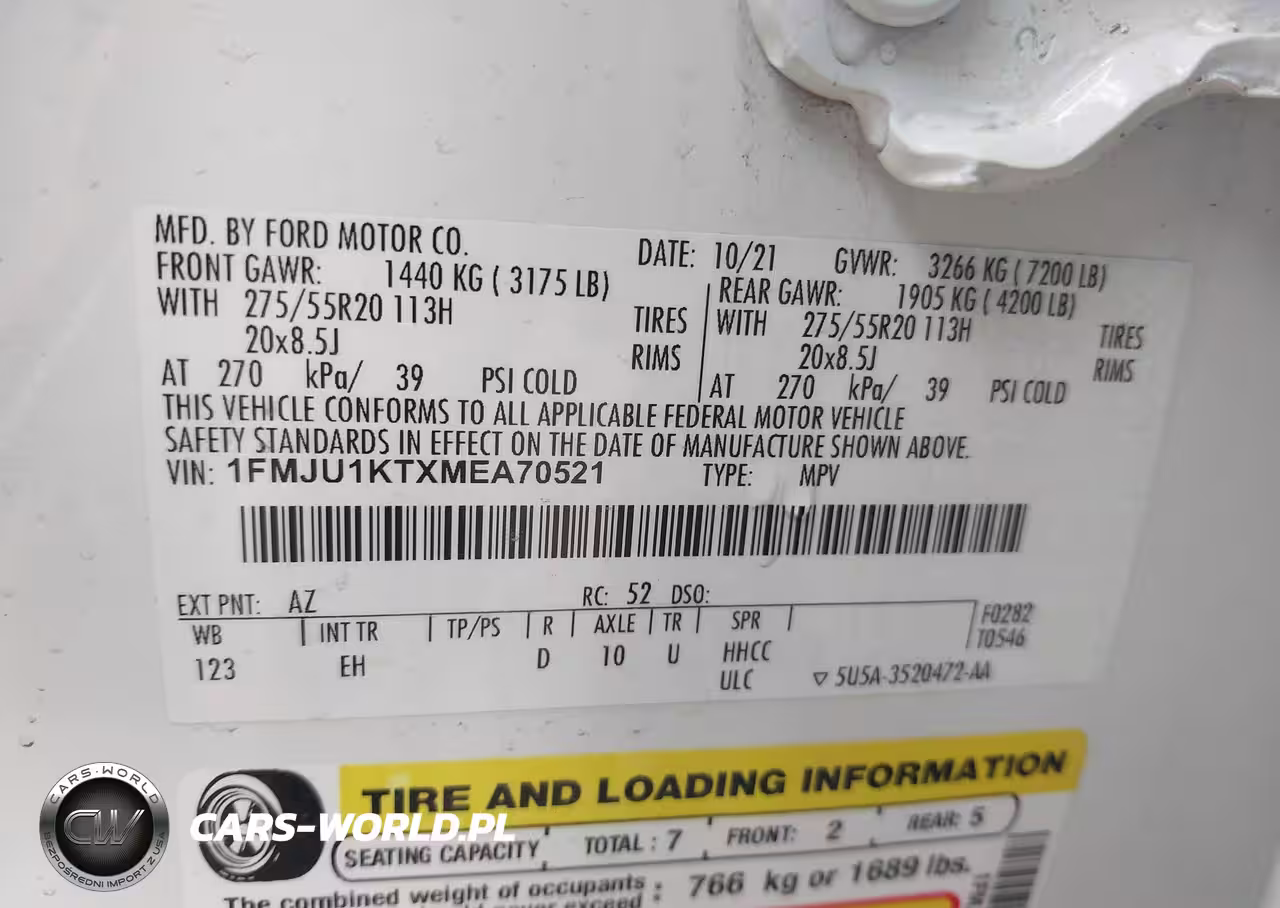 MFD. BY FORD MOTOR CO. DATE: 10/21 GVWR: 3266 KG ( 7200 LB)
FRONT GAWR: 1440 KG ( 3175 LB) REAR GAWR: 1905 KG ( 4200 LB)
WITH 275/55R20 113H TIRES WITH 275/55R20 113H TIRES
20x8.5J RIMS 20x8.5J RIMS
AT 270 kPa/ 39 PSI COLD AT 270 kPa/ 39 PSI COLD
THIS VEHICLE CONFORMS TO ALL APPLICABLE FEDERAL MOTOR VEHICLE
SAFETY STANDARDS IN EFFECT ON THE DATE OF MANUFACTURE SHOWN ABOVE.
VIN: 1FMJU1KTXMEA70521 TYPE: MPV
EXT PNT: AZ RC: 52 DSO:
WB INT TR TP/PS R AXLE TR SPR F0282
T0546
123 EH D 10 U HHCC
ULC ▽ 5U5A-3520472-AA
TIRE AND LOADING INFORMATION
SEATING CAPACITY TOTAL : 7 FRONT: 2 REAR: 5
The combined weight of occupants : 766 kg or 1689 lbs.
exceed
CARS-WORLD
CW
BEZPOŚREDNI IMPORT Z USA
CARS-WORLD.PL